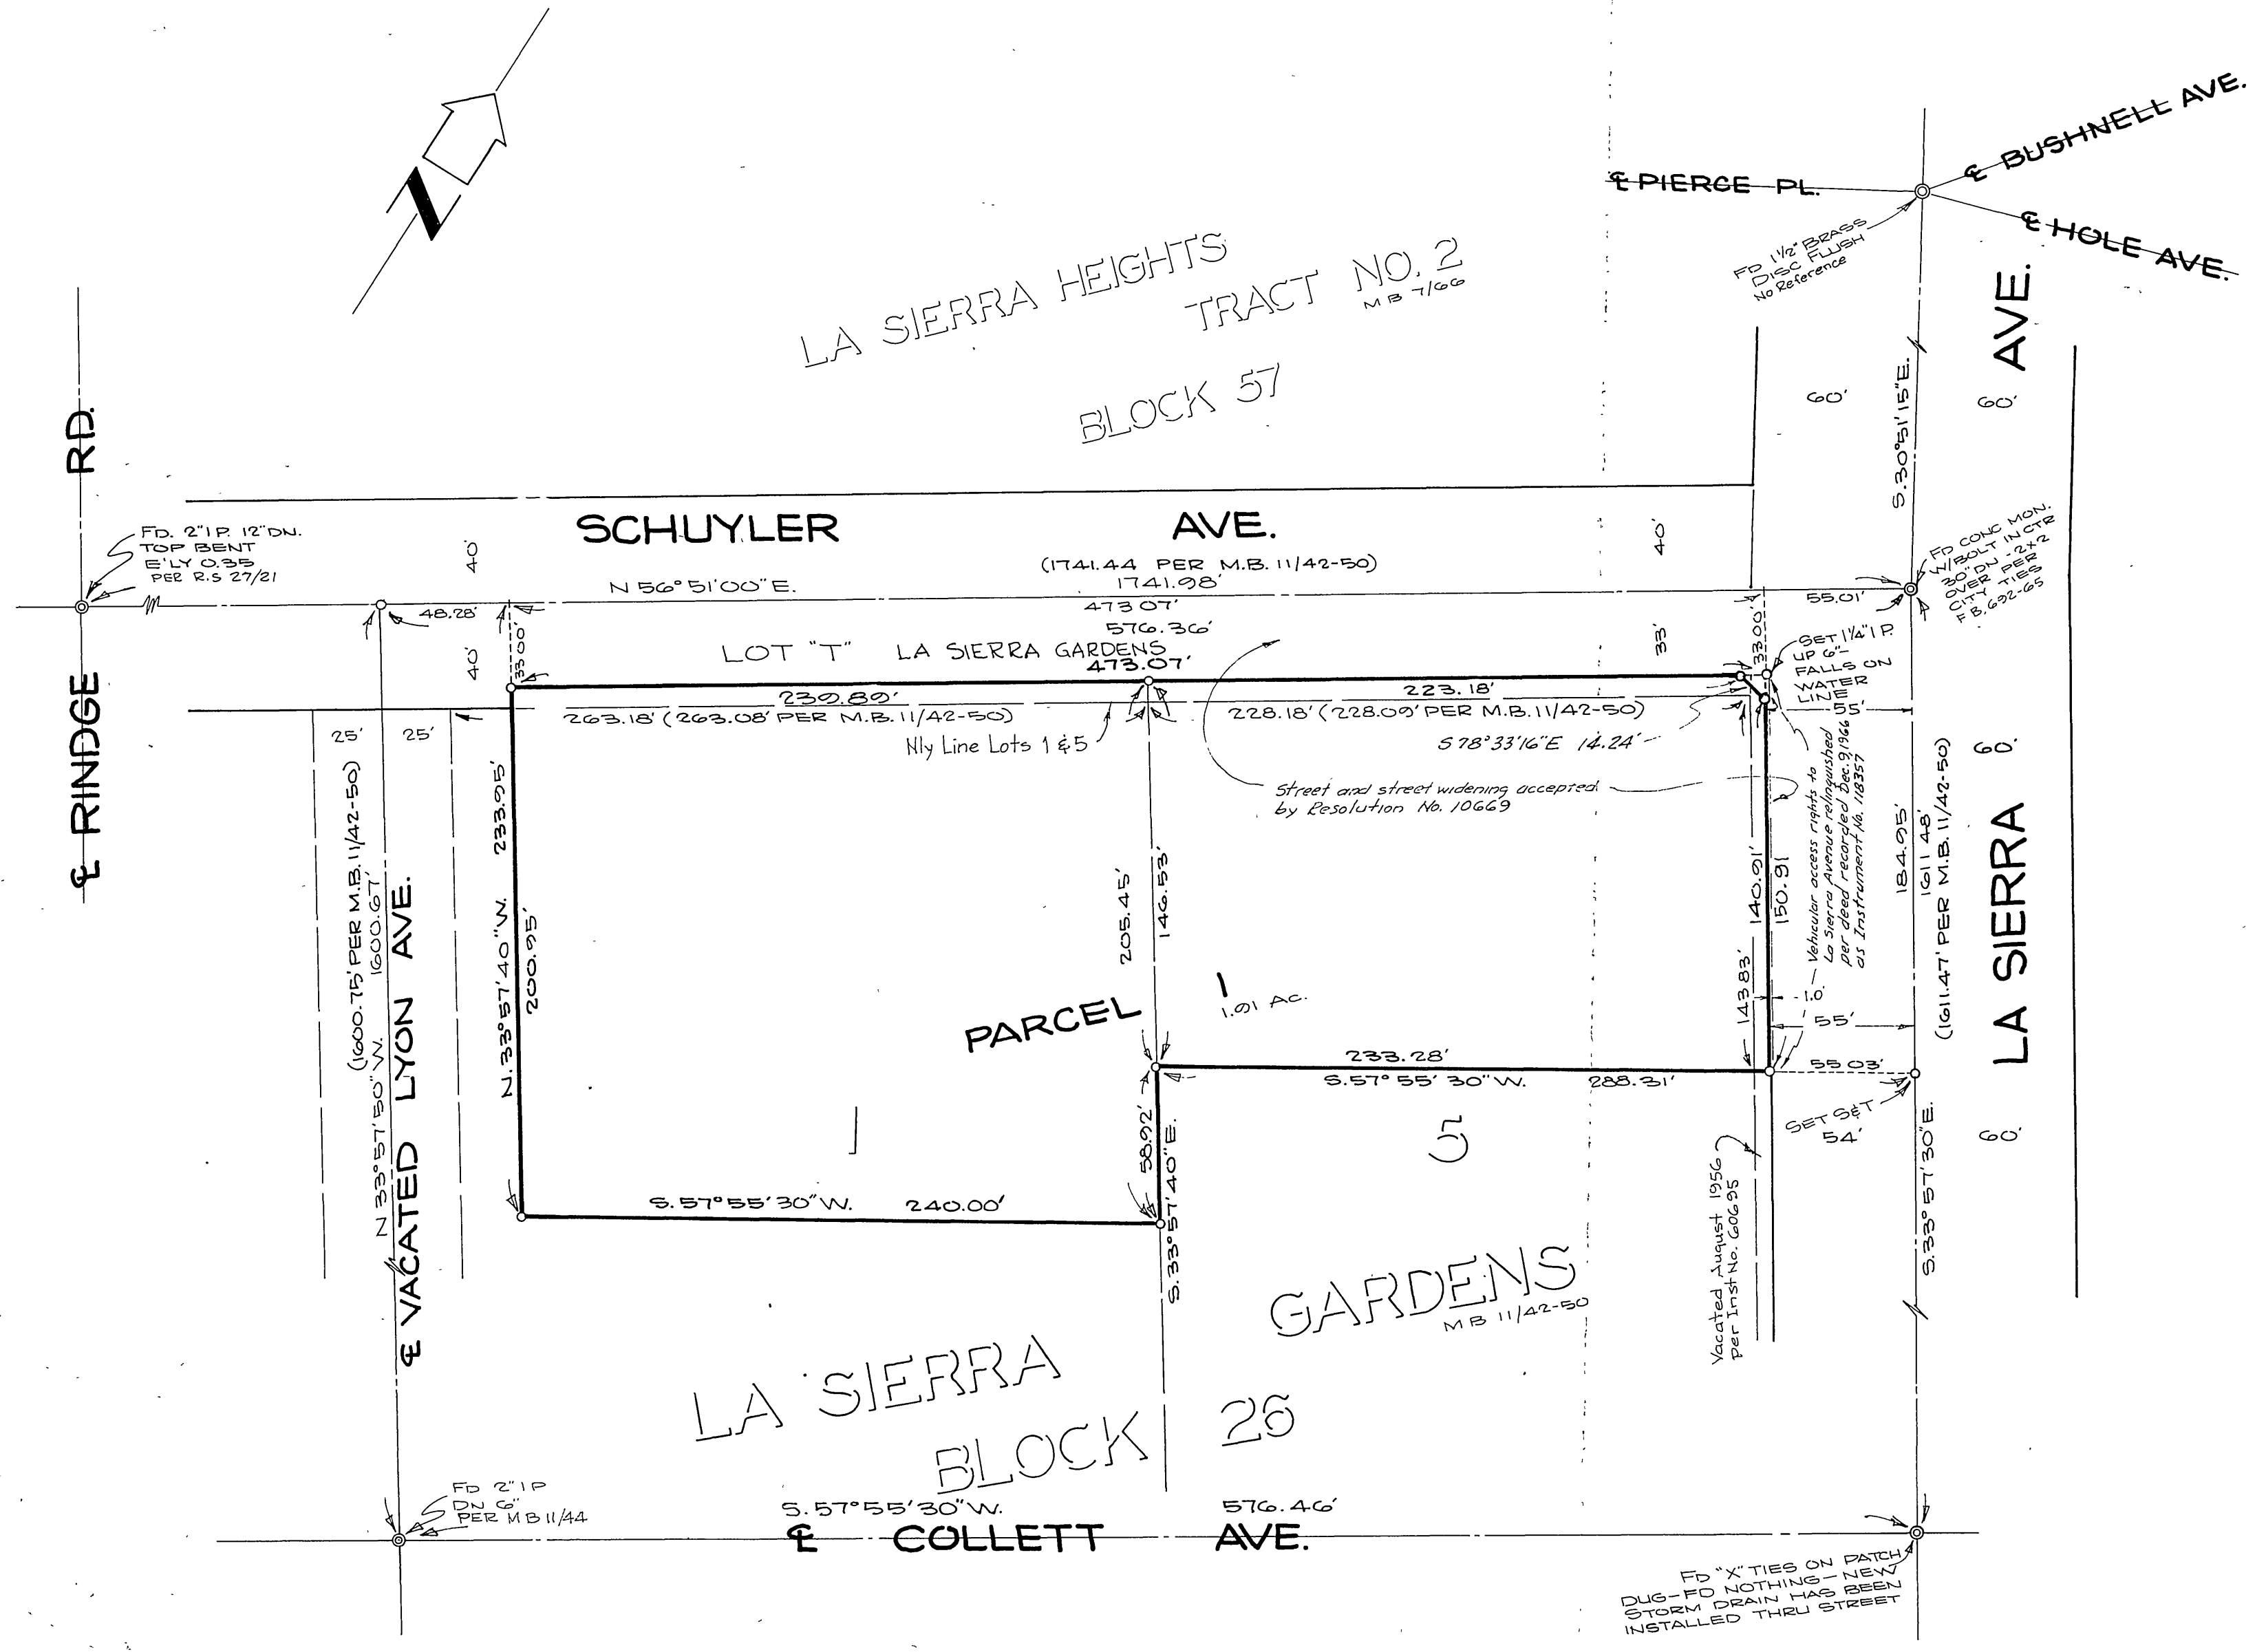 N
LA SIERRA HEIGHTS
TRACT NO. 2
M B 7/66
BLOCK 57
℄ PIERCE PL.
℄ BUSHNELL AVE.
℄ HOLE AVE.
FD 1½" BRASS
DISC FLUSH
No Reference
LA SIERRA AVE.
60'
60'
S.30°51'15"E.
℄ RINDGE RD.
FD. 2" I P. 12" DN.
TOP BENT
E'LY 0.35
PER R.S 27/21
40'
SCHUYLER AVE.
40'
(1741.44 PER M.B. 11/42-50)
N 56° 51' 00" E. 1741.98'
473 07'
576.36'
48.28'
55.01'
FD CONC MON.
W/BOLT IN CTR
30" DN - 2x2
OVER PER
CITY TIES
F B. 692-65
40'
33 00'
LOT "T" LA SIERRA GARDENS
473.07'
33'
33 00'
SET 1¼" I P.
UP 6"-
FALLS ON
WATER
LINE
55'
239.89'
223.18'
263.18' (263.08' PER M.B. 11/42-50)
228.18' (228.09' PER M.B. 11/42-50)
Nly Line Lots 1 & 5
S 78° 33' 16" E 14.24'
Street and street widening accepted
by Resolution No. 10669
25' 25'
(1600.75' PER M.B. 11/42-50)
N 33° 57' 50" W. 1600.67'
℄ VACATED LYON AVE.
N. 33° 57' 40" W. 233.95'
200.95'
205.45'
146.53'
140.91'
150.91
143.83'
Vehicular access rights to
La Sierra Avenue relinquished
per deed recorded Dec. 9, 1966
as Instrument No. 118357
184.95'
1611 48'
(1611.47' PER M.B. 11/42-50)
60'
PARCEL 1
1.91 AC.
1.0'
55'
233.28'
S. 57° 55' 30" W. 288.31'
55 03'
SET S&T
54'
60'
58.92'
S. 33° 57' 40" E.
S. 33° 57' 30" E.
1
5
S. 57° 55' 30" W. 240.00'
Vacated August 1956
per Inst No. 60695
LA SIERRA GARDENS
M B 11/42-50
BLOCK 26
FD 2" I P
DN 6"
PER M B 11/44
S. 57° 55' 30" W. 576.46'
℄ COLLETT AVE.
FD "X" TIES ON PATCH
DUG-FD NOTHING-NEW
STORM DRAIN HAS BEEN
INSTALLED THRU STREET